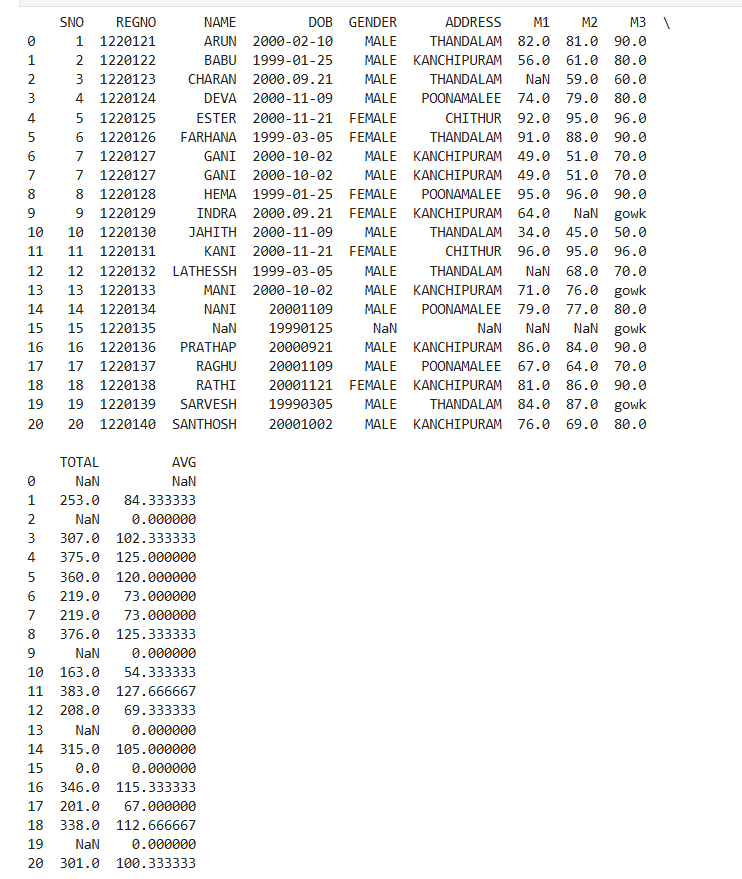 SNO REGNO NAME DOB GENDER ADDRESS M1 M2 M3 \
0 1 1220121 ARUN 2000-02-10 MALE THANDALAM 82.0 81.0 90.0
1 2 1220122 BABU 1999-01-25 MALE KANCHIPURAM 56.0 61.0 80.0
2 3 1220123 CHARAN 2000.09.21 MALE THANDALAM NaN 59.0 60.0
3 4 1220124 DEVA 2000-11-09 MALE POONAMALEE 74.0 79.0 80.0
4 5 1220125 ESTER 2000-11-21 FEMALE CHITHUR 92.0 95.0 96.0
5 6 1220126 FARHANA 1999-03-05 FEMALE THANDALAM 91.0 88.0 90.0
6 7 1220127 GANI 2000-10-02 MALE KANCHIPURAM 49.0 51.0 70.0
7 7 1220127 GANI 2000-10-02 MALE KANCHIPURAM 49.0 51.0 70.0
8 8 1220128 HEMA 1999-01-25 FEMALE POONAMALEE 95.0 96.0 90.0
9 9 1220129 INDRA 2000.09.21 FEMALE KANCHIPURAM 64.0 NaN gowk
10 10 1220130 JAHITH 2000-11-09 MALE THANDALAM 34.0 45.0 50.0
11 11 1220131 KANI 2000-11-21 FEMALE CHITHUR 96.0 95.0 96.0
12 12 1220132 LATHESSH 1999-03-05 MALE THANDALAM NaN 68.0 70.0
13 13 1220133 MANI 2000-10-02 MALE KANCHIPURAM 71.0 76.0 gowk
14 14 1220134 NANI 20001109 MALE POONAMALEE 79.0 77.0 80.0
15 15 1220135 NaN 19990125 NaN NaN NaN NaN gowk
16 16 1220136 PRATHAP 20000921 MALE KANCHIPURAM 86.0 84.0 90.0
17 17 1220137 RAGHU 20001109 MALE POONAMALEE 67.0 64.0 70.0
18 18 1220138 RATHI 20001121 FEMALE KANCHIPURAM 81.0 86.0 90.0
19 19 1220139 SARVESH 19990305 MALE THANDALAM 84.0 87.0 gowk
20 20 1220140 SANTHOSH 20001002 MALE KANCHIPURAM 76.0 69.0 80.0
TOTAL AVG
0 NaN NaN
1 253.0 84.333333
2 NaN 0.000000
3 307.0 102.333333
4 375.0 125.000000
5 360.0 120.000000
6 219.0 73.000000
7 219.0 73.000000
8 376.0 125.333333
9 NaN 0.000000
10 163.0 54.333333
11 383.0 127.666667
12 208.0 69.333333
13 NaN 0.000000
14 315.0 105.000000
15 0.0 0.000000
16 346.0 115.333333
17 201.0 67.000000
18 338.0 112.666667
19 NaN 0.000000
20 301.0 100.333333